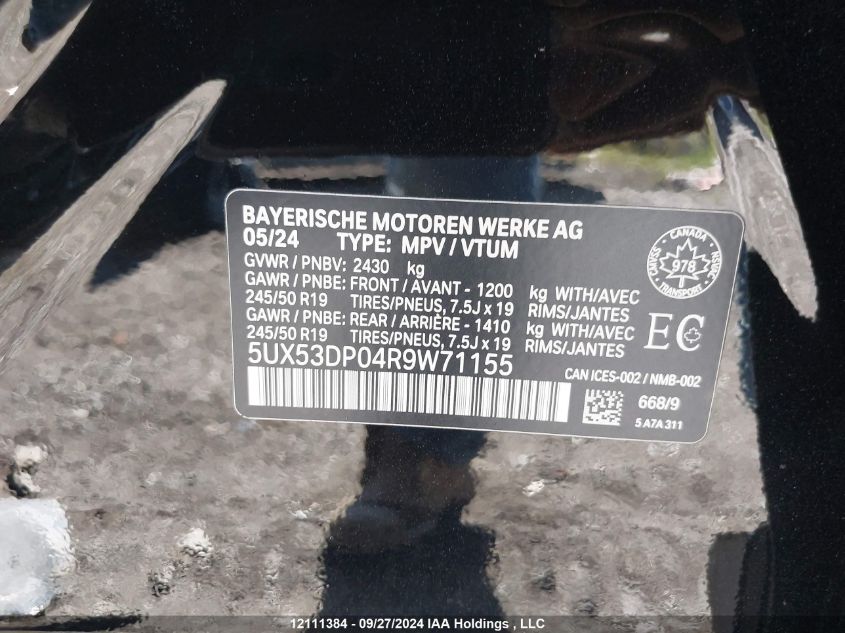 BAYERISCHE MOTOREN WERKE AG
05/24 TYPE: MPV / VTUM
GVWR / PNBV: 2430 kg
GAWR / PNBE: FRONT / AVANT - 1200 kg WITH/AVEC
245/50 R19 TIRES/PNEUS, 7.5J x 19 RIMS/JANTES
GAWR / PNBE: REAR / ARRIÈRE - 1410 kg WITH/AVEC
245/50 R19 TIRES/PNEUS, 7.5J x 19 RIMS/JANTES
5UX53DP04R9W71155
CANADA
CMVSS 978 NSVAC
TRANSPORT
EC
CAN ICES-002 / NMB-002
668/9
5 A7A 311
12111384 - 09/27/2024 IAA Holdings , LLC